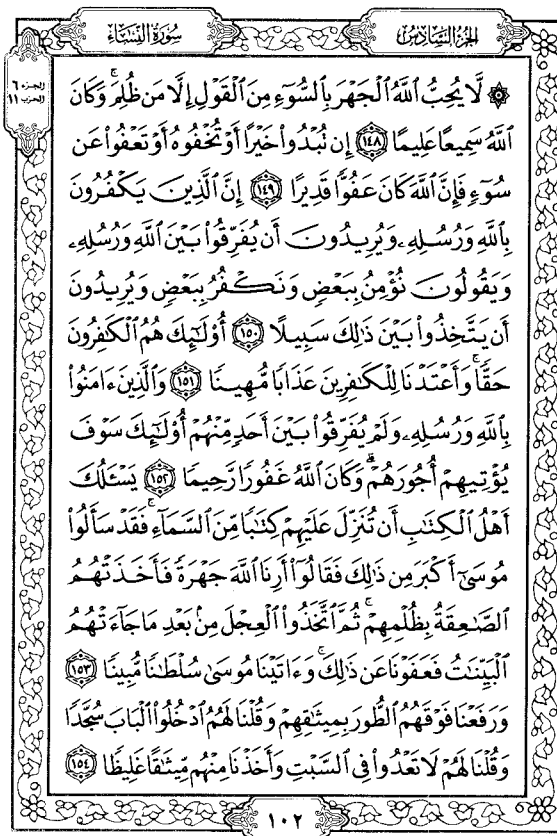 سُورَةُ النِّسَاءِ
الجُزْءُ السَّادِسُ
الجزء ٦
الحزب ١١
۞ لَّا يُحِبُّ ٱللَّهُ ٱلْجَهْرَ بِٱلسُّوٓءِ مِنَ ٱلْقَوْلِ إِلَّا مَن ظُلِمَ ۚ وَكَانَ
ٱللَّهُ سَمِيعًا عَلِيمًا ١٤٨ إِن تُبْدُوا۟ خَيْرًا أَوْ تُخْفُوهُ أَوْ تَعْفُوا۟ عَن
سُوٓءٍ فَإِنَّ ٱللَّهَ كَانَ عَفُوًّا قَدِيرًا ١٤٩ إِنَّ ٱلَّذِينَ يَكْفُرُونَ
بِٱللَّهِ وَرُسُلِهِۦ وَيُرِيدُونَ أَن يُفَرِّقُوا۟ بَيْنَ ٱللَّهِ وَرُسُلِهِۦ
وَيَقُولُونَ نُؤْمِنُ بِبَعْضٍ وَنَكْفُرُ بِبَعْضٍ وَيُرِيدُونَ
أَن يَتَّخِذُوا۟ بَيْنَ ذَٰلِكَ سَبِيلًا ١٥٠ أُو۟لَٰٓئِكَ هُمُ ٱلْكَٰفِرُونَ
حَقًّا ۚ وَأَعْتَدْنَا لِلْكَٰفِرِينَ عَذَابًا مُّهِينًا ١٥١ وَٱلَّذِينَ ءَامَنُوا۟
بِٱللَّهِ وَرُسُلِهِۦ وَلَمْ يُفَرِّقُوا۟ بَيْنَ أَحَدٍ مِّنْهُمْ أُو۟لَٰٓئِكَ سَوْفَ
يُؤْتِيهِمْ أُجُورَهُمْ ۗ وَكَانَ ٱللَّهُ غَفُورًا رَّحِيمًا ١٥٢ يَسْـَٔلُكَ
أَهْلُ ٱلْكِتَٰبِ أَن تُنَزِّلَ عَلَيْهِمْ كِتَٰبًا مِّنَ ٱلسَّمَآءِ ۚ فَقَدْ سَأَلُوا۟
مُوسَىٰٓ أَكْبَرَ مِن ذَٰلِكَ فَقَالُوٓا۟ أَرِنَا ٱللَّهَ جَهْرَةً فَأَخَذَتْهُمُ
ٱلصَّٰعِقَةُ بِظُلْمِهِمْ ۚ ثُمَّ ٱتَّخَذُوا۟ ٱلْعِجْلَ مِنۢ بَعْدِ مَا جَآءَتْهُمُ
ٱلْبَيِّنَٰتُ فَعَفَوْنَا عَن ذَٰلِكَ ۚ وَءَاتَيْنَا مُوسَىٰ سُلْطَٰنًا مُّبِينًا ١٥٣
وَرَفَعْنَا فَوْقَهُمُ ٱلطُّورَ بِمِيثَٰقِهِمْ وَقُلْنَا لَهُمُ ٱدْخُلُوا۟ ٱلْبَابَ سُجَّدًا
وَقُلْنَا لَهُمْ لَا تَعْدُوا۟ فِى ٱلسَّبْتِ وَأَخَذْنَا مِنْهُم مِّيثَٰقًا غَلِيظًا ١٥٤
١٠٢